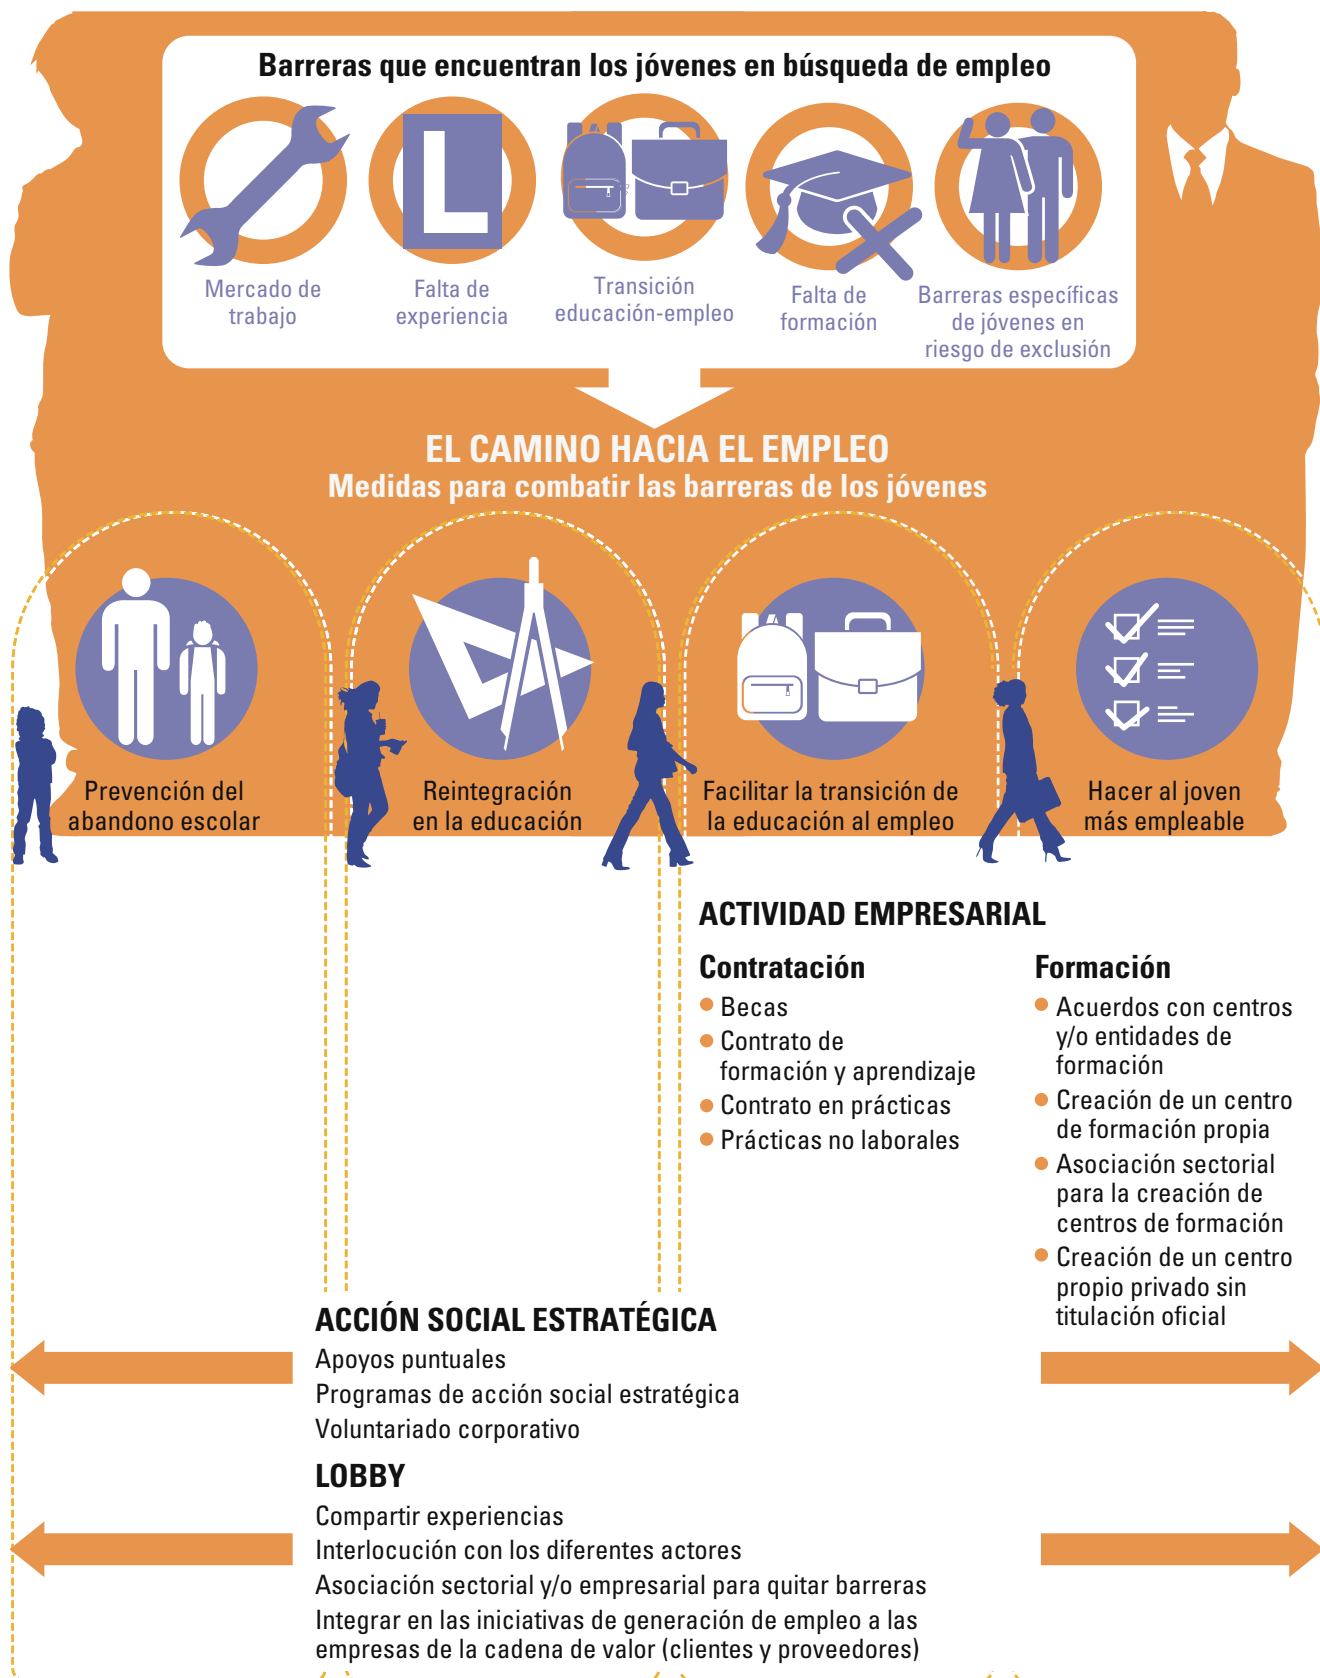 Barreras que encuentran los jóvenes en búsqueda de empleo
L
Mercado de
trabajo
Falta de
experiencia
Transición
educación-empleo
Falta de
formación
Barreras específicas
de jóvenes en
riesgo de exclusión
EL CAMINO HACIA EL EMPLEO
Medidas para combatir las barreras de los jóvenes
Prevención del
abandono escolar
Reintegración
en la educación
Facilitar la transición de
la educación al empleo
Hacer al joven
más empleable
ACTIVIDAD EMPRESARIAL
Contratación
Becas
Contrato de
formación y aprendizaje
Contrato en prácticas
Prácticas no laborales
Formación
Acuerdos con centros
y/o entidades de
formación
Creación de un centro
de formación propia
Asociación sectorial
para la creación de
centros de formación
Creación de un centro
propio privado sin
titulación oficial
ACCIÓN SOCIAL ESTRATÉGICA
Apoyos puntuales
Programas de acción social estratégica
Voluntariado corporativo
LOBBY
Compartir experiencias
Interlocución con los diferentes actores
Asociación sectorial y/o empresarial para quitar barreras
Integrar en las iniciativas de generación de empleo a las
empresas de la cadena de valor (clientes y proveedores)